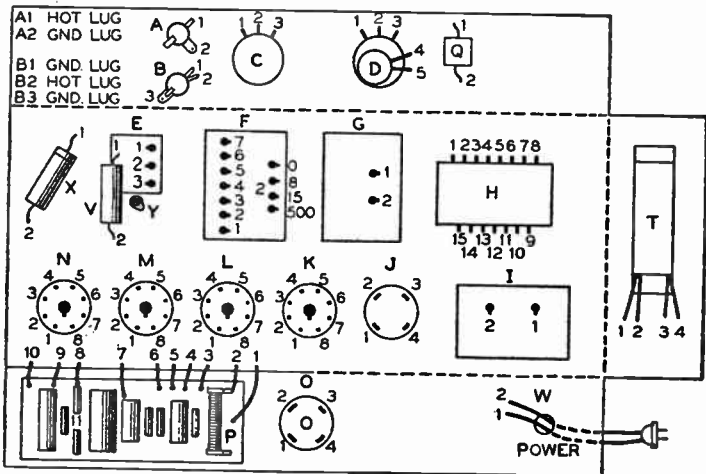 A1 HOT LUG
A2 GND LUG
B1 GND. LUG
B2 HOT LUG
B3 GND. LUG
A 1
2
B 1
2
3
1 2 3
C
1 2 3
4
D
5
1
Q
2
E
1
X
2
1
1
2
3
V
Y
2
F
7
6
5
4
3
2
1
0
8
2 15
500
G
1
2
1 2 3 4 5 6 7 8
H
15 13 11 9
14 12 10
T
1 2 3 4
N
4 5
3 6
2 7
1 8
M
4 5
3 6
2 7
1 8
L
4 5
3 6
2 7
1 8
K
4 5
3 6
2 7
1 8
J
2 3
1 4
I
2 1
10 9 8 7 6 5 4 3 2 1
11
P
O
2 3
O
1 4
W
2
1
POWER